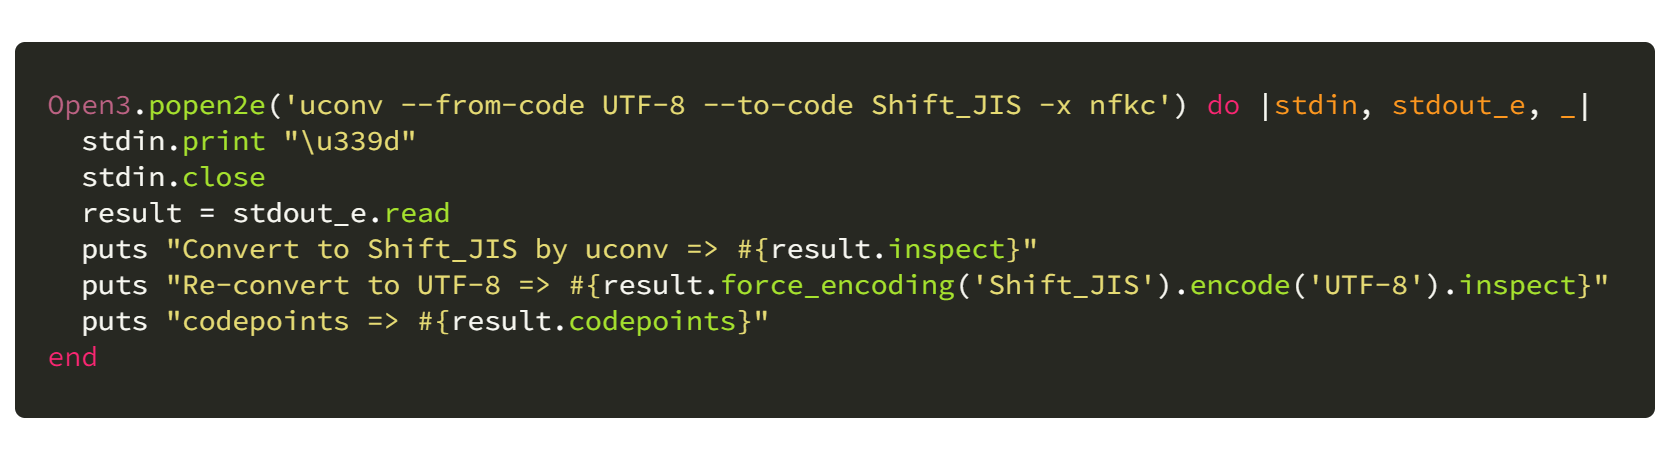 Open3.popen2e('uconv --from-code UTF-8 --to-code Shift_JIS -x nfkc') do |stdin, stdout_e, _|
  stdin.print "\u339d"
  stdin.close
  result = stdout_e.read
  puts "Convert to Shift_JIS by uconv => #{result.inspect}"
  puts "Re-convert to UTF-8 => #{result.force_encoding('Shift_JIS').encode('UTF-8').inspect}"
  puts "codepoints => #{result.codepoints}"
end